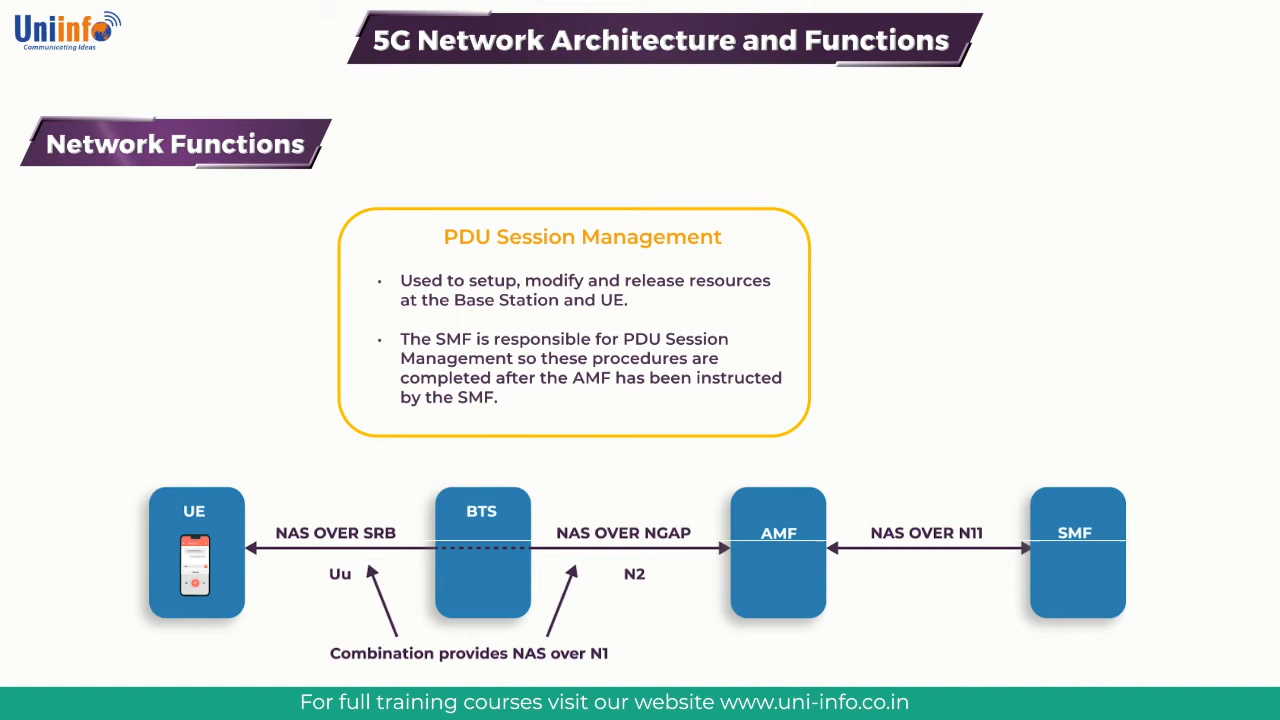 Uniinfo
Communicating Ideas
5G Network Architecture and Functions
Network Functions
PDU Session Management
• Used to setup, modify and release resources
at the Base Station and UE.
• The SMF is responsible for PDU Session
Management so these procedures are
completed after the AMF has been instructed
by the SMF.
UE
BTS
NAS OVER SRB
NAS OVER NGAP
AMF
NAS OVER N11
SMF
Uu
N2
Combination provides NAS over N1
For full training courses visit our website www.uni-info.co.in